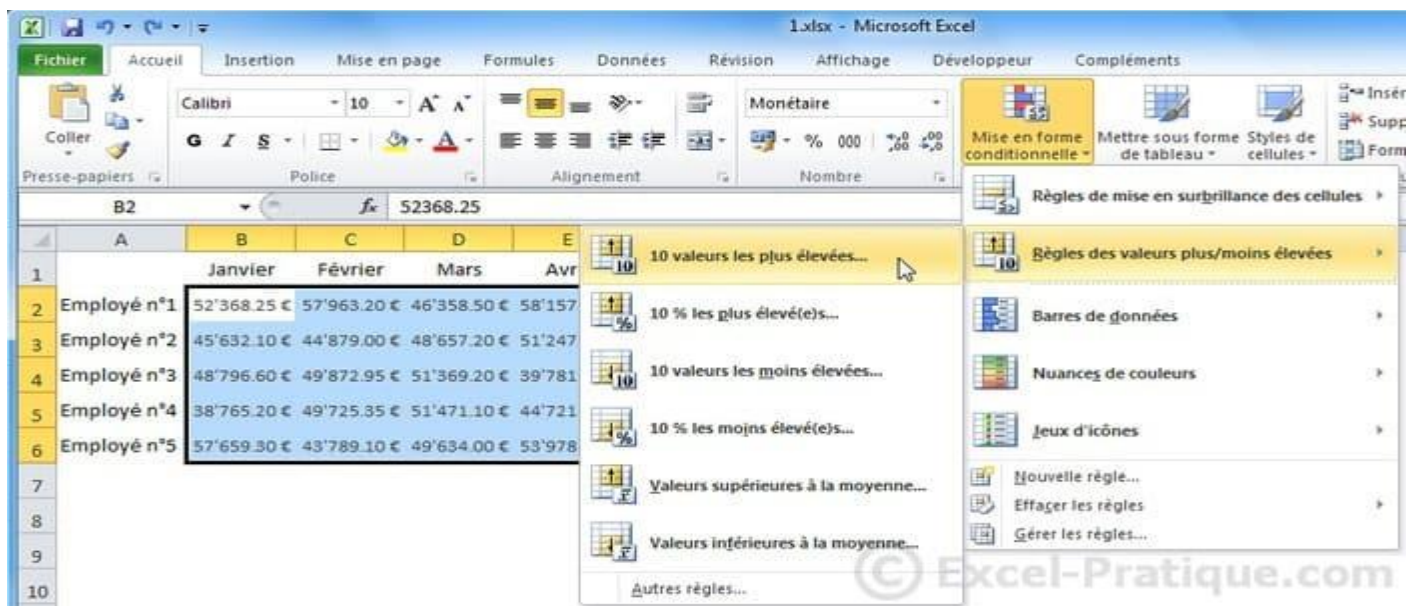 1.xlsx - Microsoft Excel
Fichier Accueil Insertion Mise en page Formules Données Révision Affichage Développeur Compléments
Calibri 10 A A Monétaire Insér
Coller G I S A % 000 Mise en forme conditionnelle Mettre sous forme de tableau Styles de cellules Supp
Form
Presse-papiers Police Alignement Nombre
B2 fx 52368.25
A B C D E
1 Janvier Février Mars Avr
2 Employé n°1 52'368.25 € 57'963.20 € 46'358.50 € 58'157
3 Employé n°2 45'632.10 € 44'879.00 € 48'657.20 € 51'247
4 Employé n°3 48'796.60 € 49'872.95 € 51'369.20 € 39'781
5 Employé n°4 38'765.20 € 49'725.35 € 51'471.10 € 44'721
6 Employé n°5 57'659.30 € 43'789.10 € 49'634.00 € 53'978
7
8
9
10
10 valeurs les plus élevées...
10 % les plus élevé(e)s...
10 valeurs les moins élevées...
10 % les moins élevé(e)s...
Valeurs supérieures à la moyenne...
Valeurs inférieures à la moyenne...
Autres règles...
Règles de mise en surbrillance des cellules
Règles des valeurs plus/moins élevées
Barres de données
Nuances de couleurs
Jeux d'icônes
Nouvelle règle...
Effacer les règles
Gérer les règles...
© Excel-Pratique.com